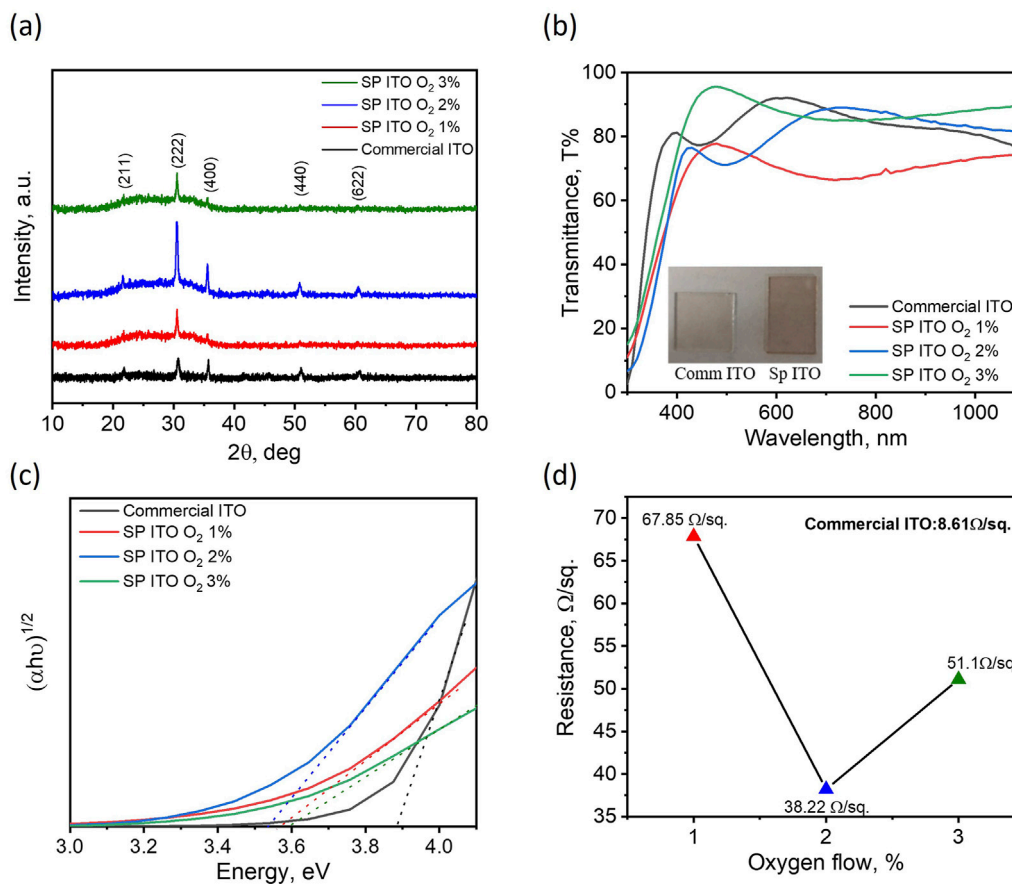 (a)
SP ITO O₂ 3%
SP ITO O₂ 2%
SP ITO O₂ 1%
Commercial ITO
(211)
(222)
(400)
(440)
(622)
Intensity, a.u.
10 20 30 40 50 60 70 80
2θ, deg
(b)
100
80
60
40
20
0
Transmittance, T%
Comm ITO Sp ITO
Commercial ITO
SP ITO O₂ 1%
SP ITO O₂ 2%
SP ITO O₂ 3%
400 600 800 1000
Wavelength, nm
(c)
Commercial ITO
SP ITO O₂ 1%
SP ITO O₂ 2%
SP ITO O₂ 3%
(αhυ)^1/2
3.0 3.2 3.4 3.6 3.8 4.0
Energy, eV
(d)
70
65
60
55
50
45
40
35
Resistance, Ω/sq.
67.85 Ω/sq.
Commercial ITO:8.61Ω/sq.
51.1Ω/sq
38.22 Ω/sq.
1 2 3
Oxygen flow, %